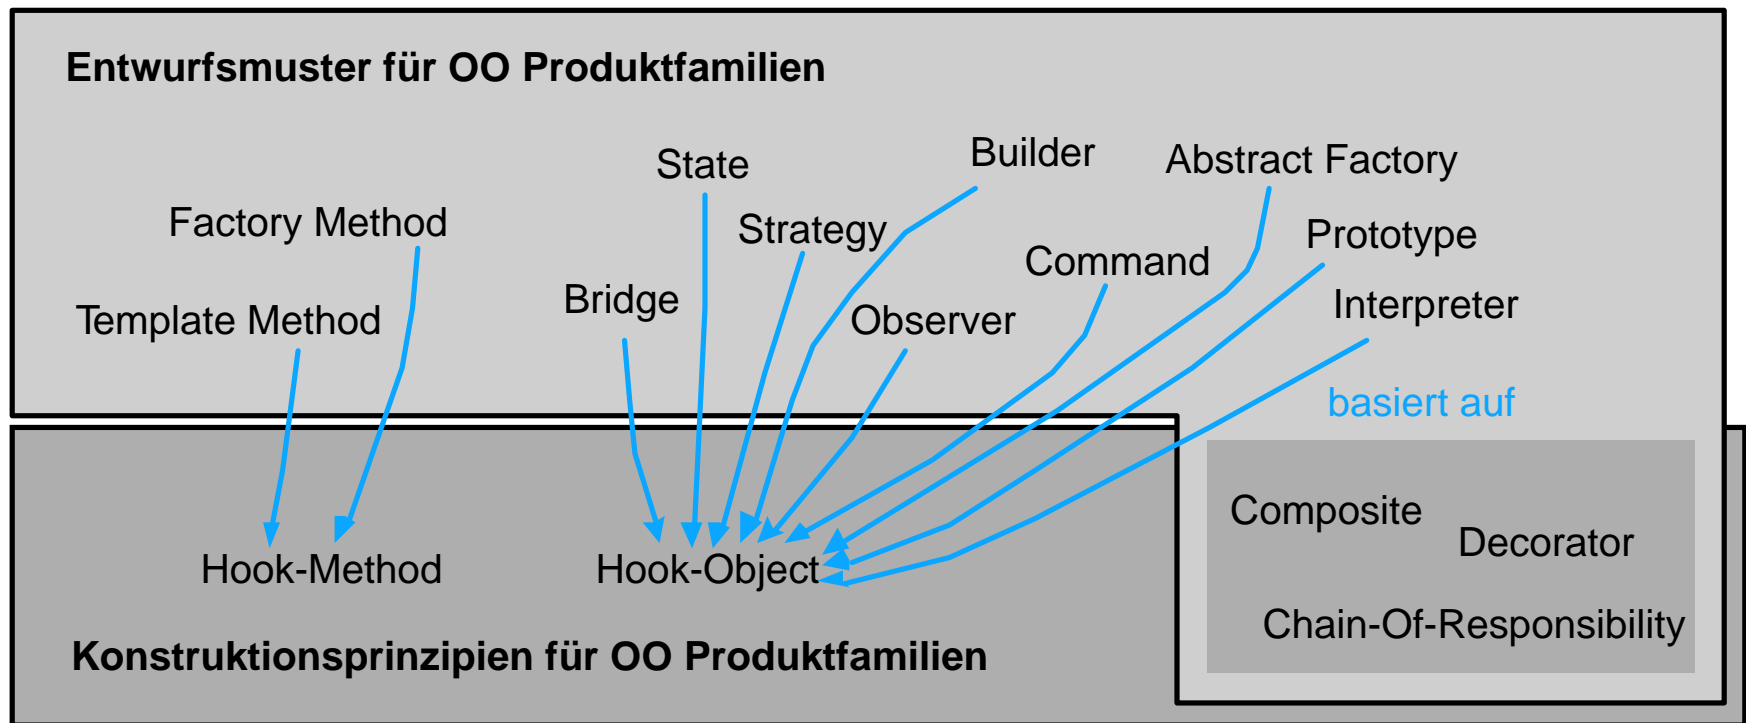 Entwurfsmuster für OO Produktfamilien
State
Builder
Abstract Factory
Factory Method
Strategy
Prototype
Command
Bridge
Observer
Interpreter
Template Method
basiert auf
Composite
Decorator
Hook-Method
Hook-Object
Chain-Of-Responsibility
Konstruktionsprinzipien für OO Produktfamilien